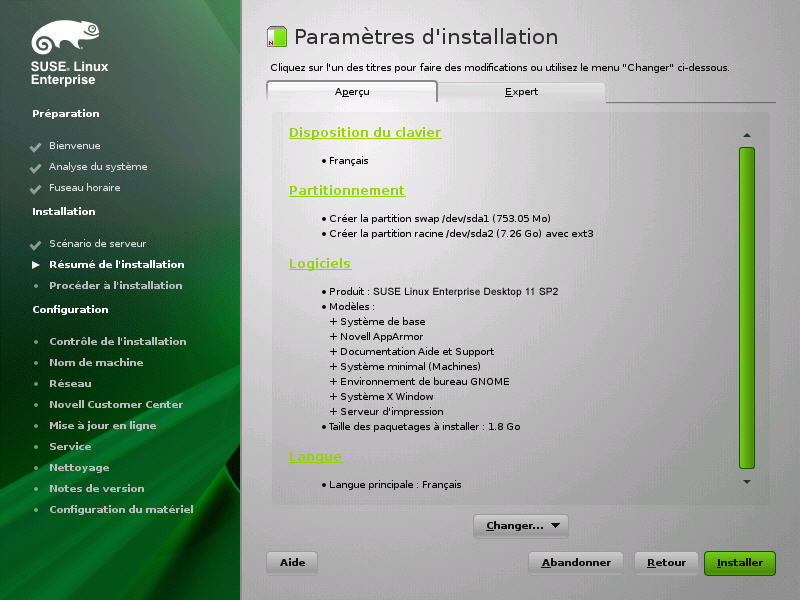 SUSE® Linux
Enterprise
Préparation
Bienvenue
Analyse du système
Fuseau horaire
Installation
Scénario de serveur
Résumé de l'installation
Procéder à l'installation
Configuration
Contrôle de l'installation
Nom de machine
Réseau
Novell Customer Center
Mise à jour en ligne
Service
Nettoyage
Notes de version
Configuration du matériel
Paramètres d'installation
Cliquez sur l'un des titres pour faire des modifications ou utilisez le menu "Changer" ci-dessous.
Aperçu
Expert
Disposition du clavier
• Français
Partitionnement
• Créer la partition swap /dev/sda1 (753.05 Mo)
• Créer la partition racine /dev/sda2 (7.26 Go) avec ext3
Logiciels
• Produit : SUSE Linux Enterprise Desktop 11 SP2
• Modèles :
+ Système de base
+ Novell AppArmor
+ Documentation Aide et Support
+ Système minimal (Machines)
+ Environnement de bureau GNOME
+ Système X Window
+ Serveur d'impression
• Taille des paquetages à installer : 1.8 Go
Langue
• Langue principale : Français
Changer...
Aide
Abandonner
Retour
Installer